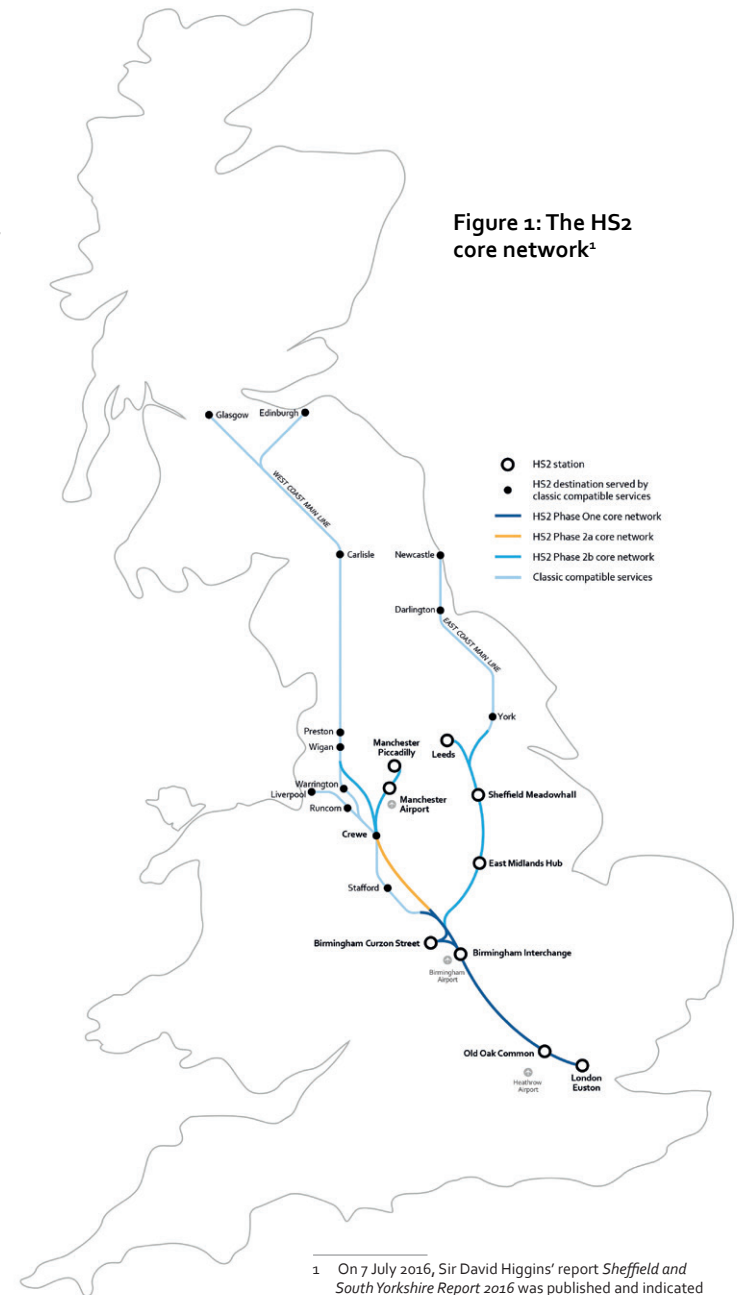 Figure 1: The HS2
core network¹
Glasgow
Edinburgh
WEST COAST MAIN LINE
HS2 station
HS2 destination served by
classic compatible services
HS2 Phase One core network
HS2 Phase 2a core network
HS2 Phase 2b core network
Classic compatible services
Carlisle
Newcastle
Darlington
EAST COAST MAIN LINE
York
Preston
Wigan
Manchester
Piccadilly
Leeds
Warrington
Liverpool
Runcorn
Manchester
Airport
Sheffield Meadowhall
Crewe
East Midlands Hub
Stafford
Birmingham Curzon Street
Birmingham Interchange
Birmingham
Airport
Old Oak Common
Heathrow
Airport
London
Euston
1 On 7 July 2016, Sir David Higgins’ report Sheffield and
South Yorkshire Report 2016 was published and indicated